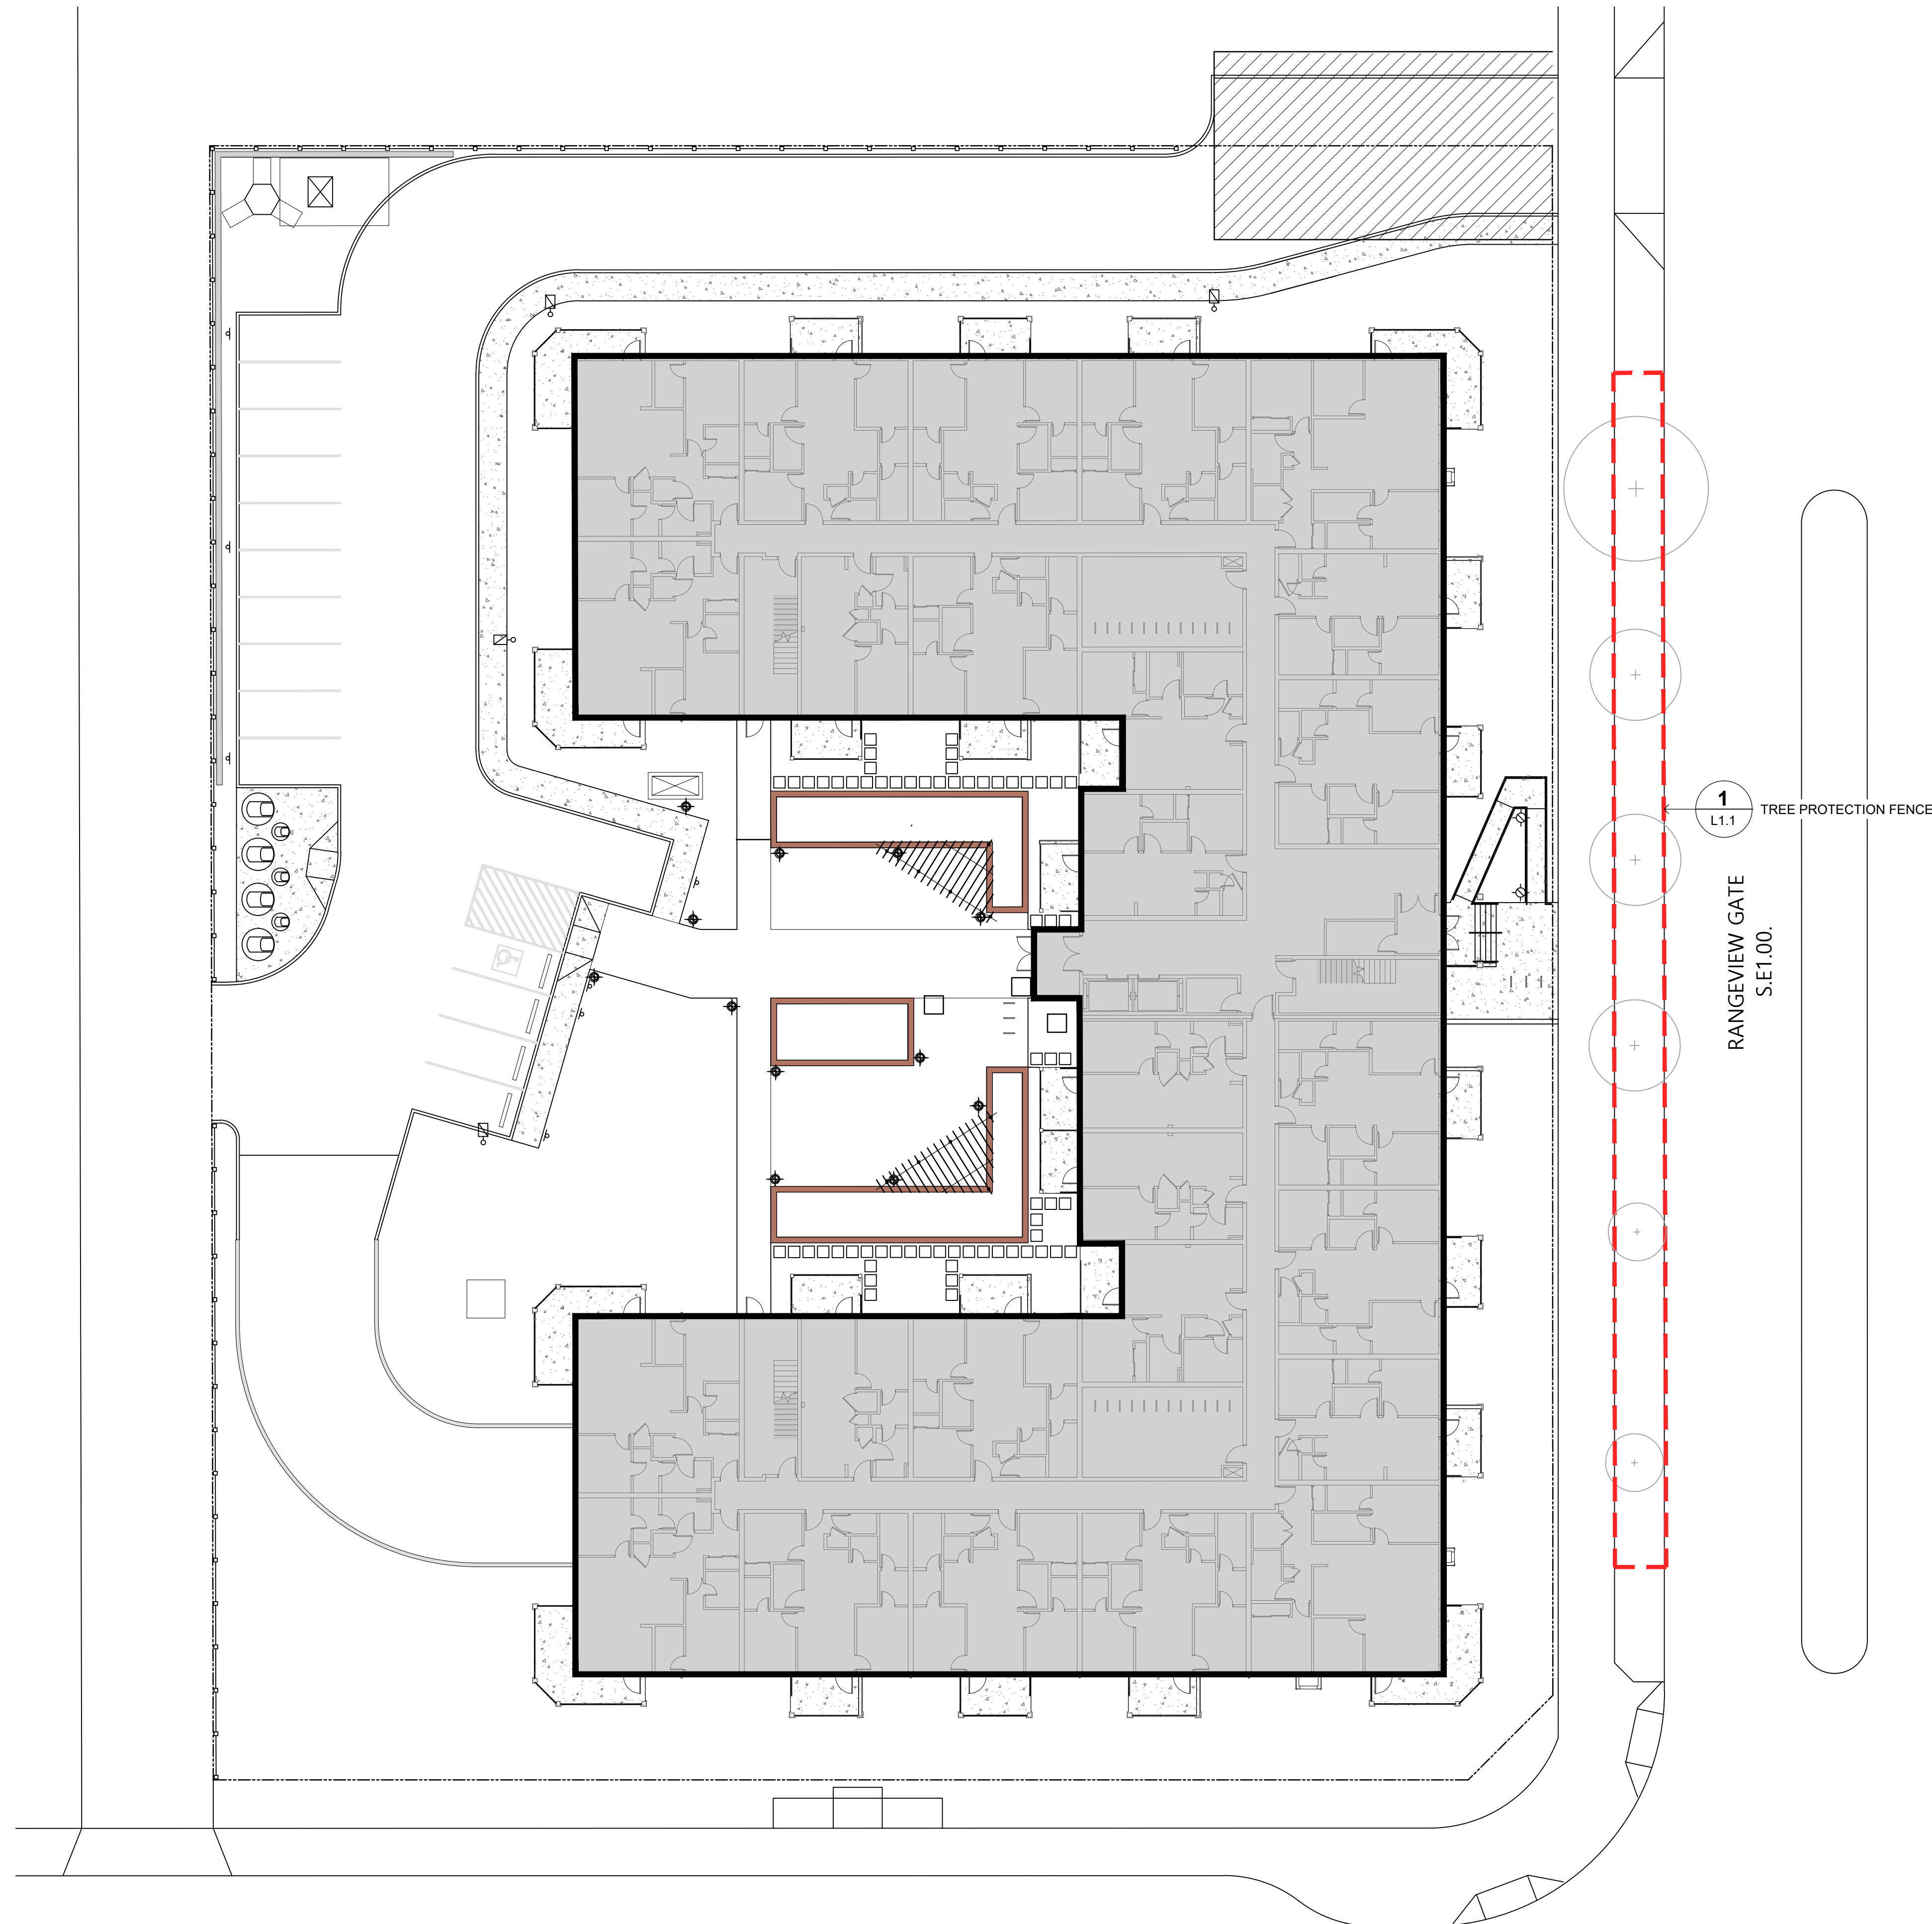 1
L1.1
TREE PROTECTION FENCE
RANGEVIEW GATE
S.E1.00.